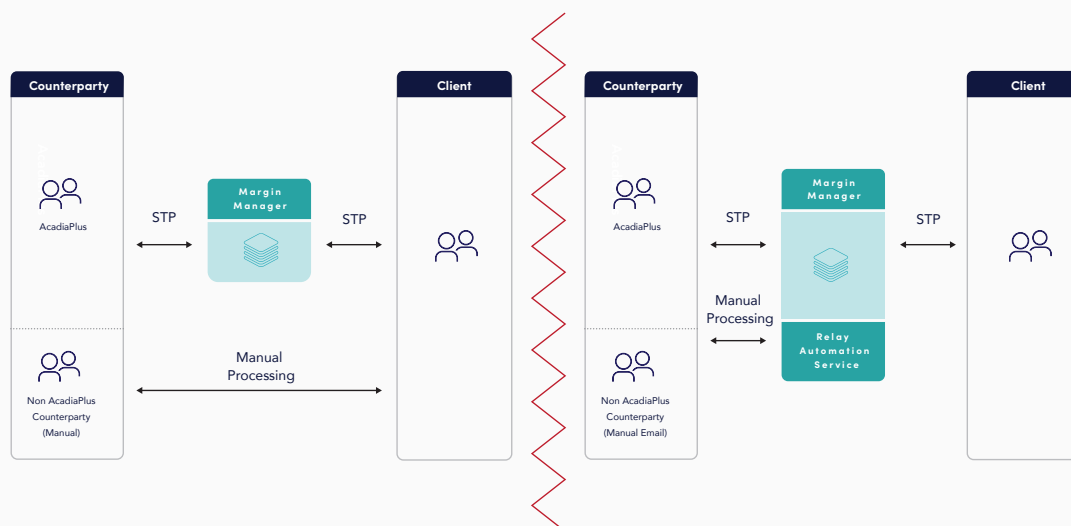 Counterparty
Client
AcadiaPlus
STP
Margin
Manager
STP
Manual
Processing
Non AcadiaPlus
Counterparty
(Manual)
Counterparty
Client
AcadiaPlus
STP
Margin
Manager
STP
Manual
Processing
Relay
Automation
Service
Non AcadiaPlus
Counterparty
(Manual Email)